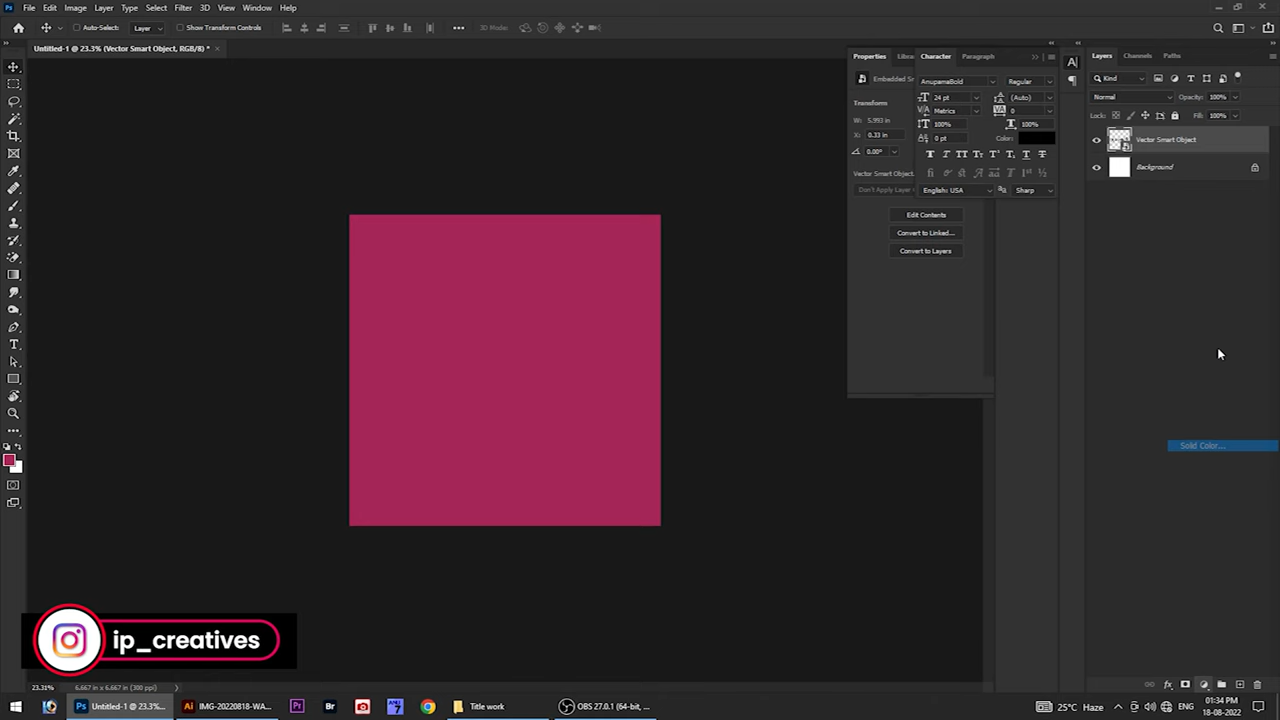 File Edit Image Layer Type Select Filter 3D View Window Help
Auto-Select: Layer Show Transform Controls 3D Mode:
Untitled-1 @ 23.3% (Vector Smart Object, RGB/8) *
Properties Character Paragraph Layers Channels Paths
Embedded
AnupamaBold Regular Kind
24 pt (Auto) Normal Opacity: 100%
Transform
Metrics 0
W: 5.993 in 100% 100% Lock: Fill: 100%
X: 0.33 in 0 pt Color:
0.00° Vector Smart Object
Background
Vector Smart Object
Don't Apply Layer English: USA Sharp
Edit Contents
Convert to Linked...
Convert to Layers
Solid Color...
ip_creatives
23.31% 6.667 in x 6.667 in (300 ppi)
Untitled-1 @ 23.3%... IMG-20220818-WA... Title work OBS 27.0.1 (64-bit, ... 25°C Haze ENG 01:34 PM
18-08-2022